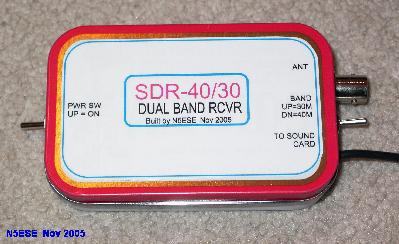 ANT
SDR-40/30
DUAL BAND RCVR
Built by N5ESE Nov 2005
PWR SW
UP = ON
BAND
UP=30M
DN=40M
TO SOUND
CARD
N5ESE Nov 2005